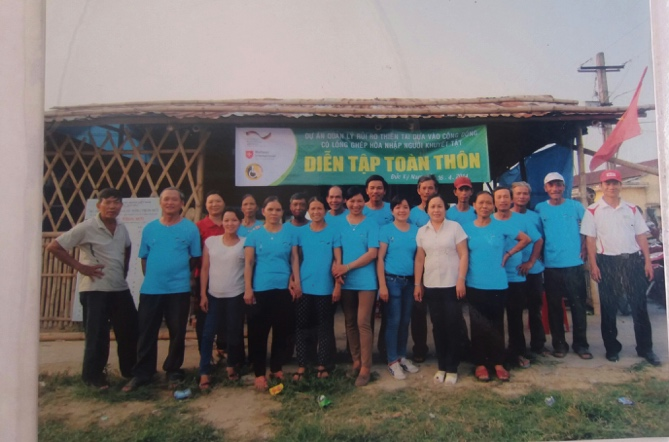 DỰ ÁN QUẢN LÝ RỦI RO THIÊN TAI DỰA VÀO CỘNG ĐỒNG
CÓ LỒNG GHÉP HÒA NHẬP NGƯỜI KHUYẾT TẬT
DIỄN TẬP TOÀN THÔN